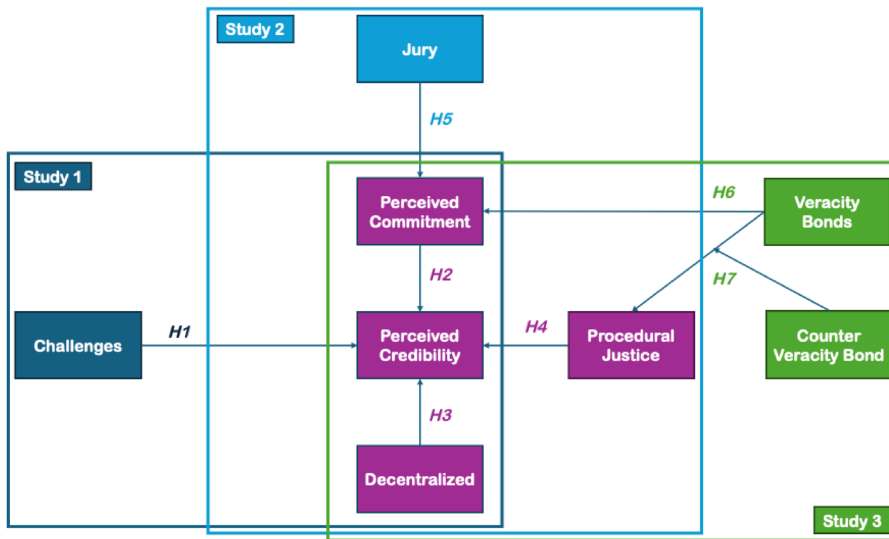 Study 2
Jury
H5
Study 1
Perceived
Commitment
H6
Veracity
Bonds
H2
H7
Challenges
H1
Perceived
Credibility
H4
Procedural
Justice
Counter
Veracity Bond
H3
Decentralized
Study 3